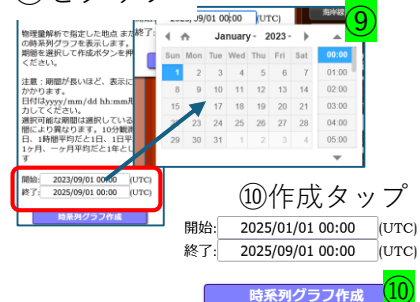 物理量解析で指定した地点 また
の時系列グラフを表示します。
期間を選択して作成ボタンを押
ください。
注意：期間が長いほど、表示に
かかります。
日付はyyyy/mm/dd hh:mm形
力してください。
選択可能な期間は選択している
間により異なります。10分観測
日、1時間平均だと1日、1日平
1ヶ月、一ヶ月平均だと1年とし
す
開始: 2023/09/01 00:00 (UTC)
終了: 2025/09/01 00:00 (UTC)
時系列グラフ作成
終了:
01 00:00 (UTC)
海岸線
⑨
January 2023
Sun Mon Tue Wed Thu Fri Sat
1 2 3 4 5 6 7
8 9 10 11 12 13 14
15 17 18 19 20 21
23 24 25 26 27 28
29 30 31 1 2 3 4
00:00
01:00
02:00
03:00
04:00
05:00
⑩作成タップ
開始: 2025/01/01 00:00 (UTC)
終了: 2025/09/01 00:00 (UTC)
時系列グラフ作成
⑩